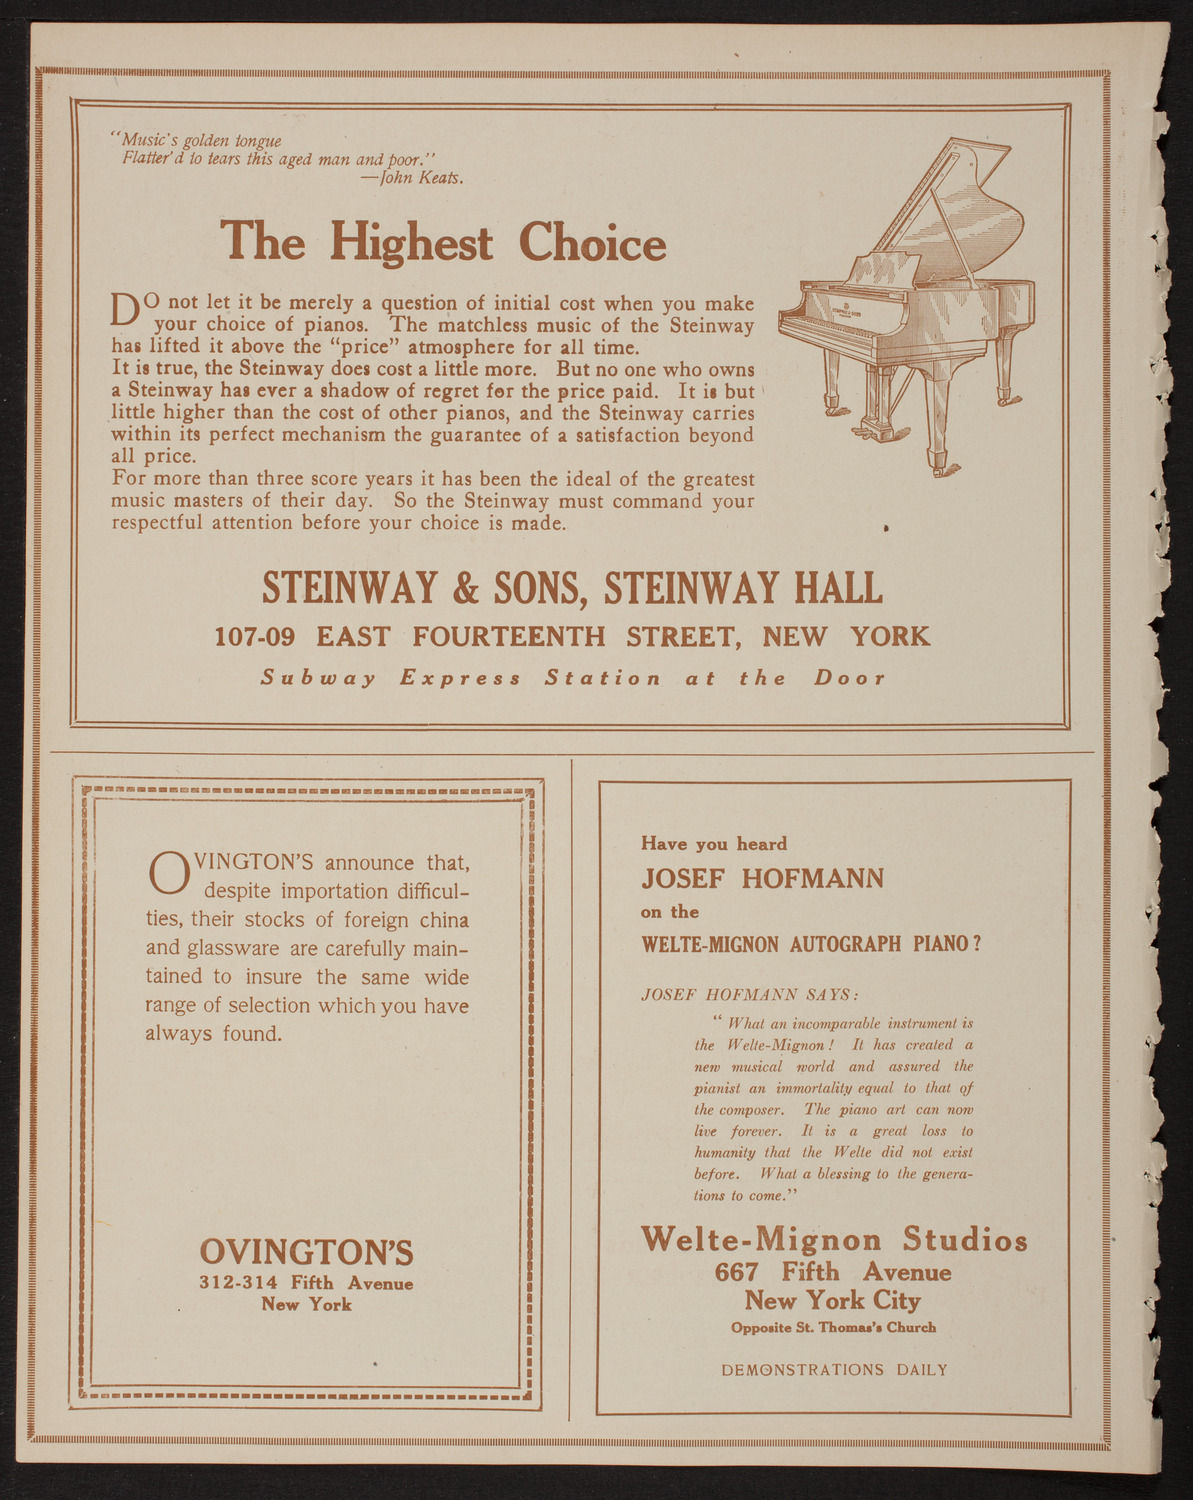 “Music's golden tongue
Flatter'd to tears this aged man and poor.”
—John Keats.
The Highest Choice
DO not let it be merely a question of initial cost when you make
your choice of pianos. The matchless music of the Steinway
has lifted it above the “price” atmosphere for all time.
It is true, the Steinway does cost a little more. But no one who owns
a Steinway has ever a shadow of regret for the price paid. It is but
little higher than the cost of other pianos, and the Steinway carries
within its perfect mechanism the guarantee of a satisfaction beyond
all price.
For more than three score years it has been the ideal of the greatest
music masters of their day. So the Steinway must command your
respectful attention before your choice is made.
STEINWAY & SONS, STEINWAY HALL
107-09 EAST FOURTEENTH STREET, NEW YORK
Subway Express Station at the Door
OVINGTON'S announce that,
despite importation difficul-
ties, their stocks of foreign china
and glassware are carefully main-
tained to insure the same wide
range of selection which you have
always found.
OVINGTON'S
312-314 Fifth Avenue
New York
Have you heard
JOSEF HOFMANN
on the
WELTE-MIGNON AUTOGRAPH PIANO?
JOSEF HOFMANN SAYS:
“ What an incomparable instrument is
the Welte-Mignon! It has created a
new musical world and assured the
pianist an immortality equal to that of
the composer. The piano art can now
live forever. It is a great loss to
humanity that the Welte did not exist
before. What a blessing to the genera-
tions to come.”
Welte-Mignon Studios
667 Fifth Avenue
New York City
Opposite St. Thomas's Church
DEMONSTRATIONS DAILY